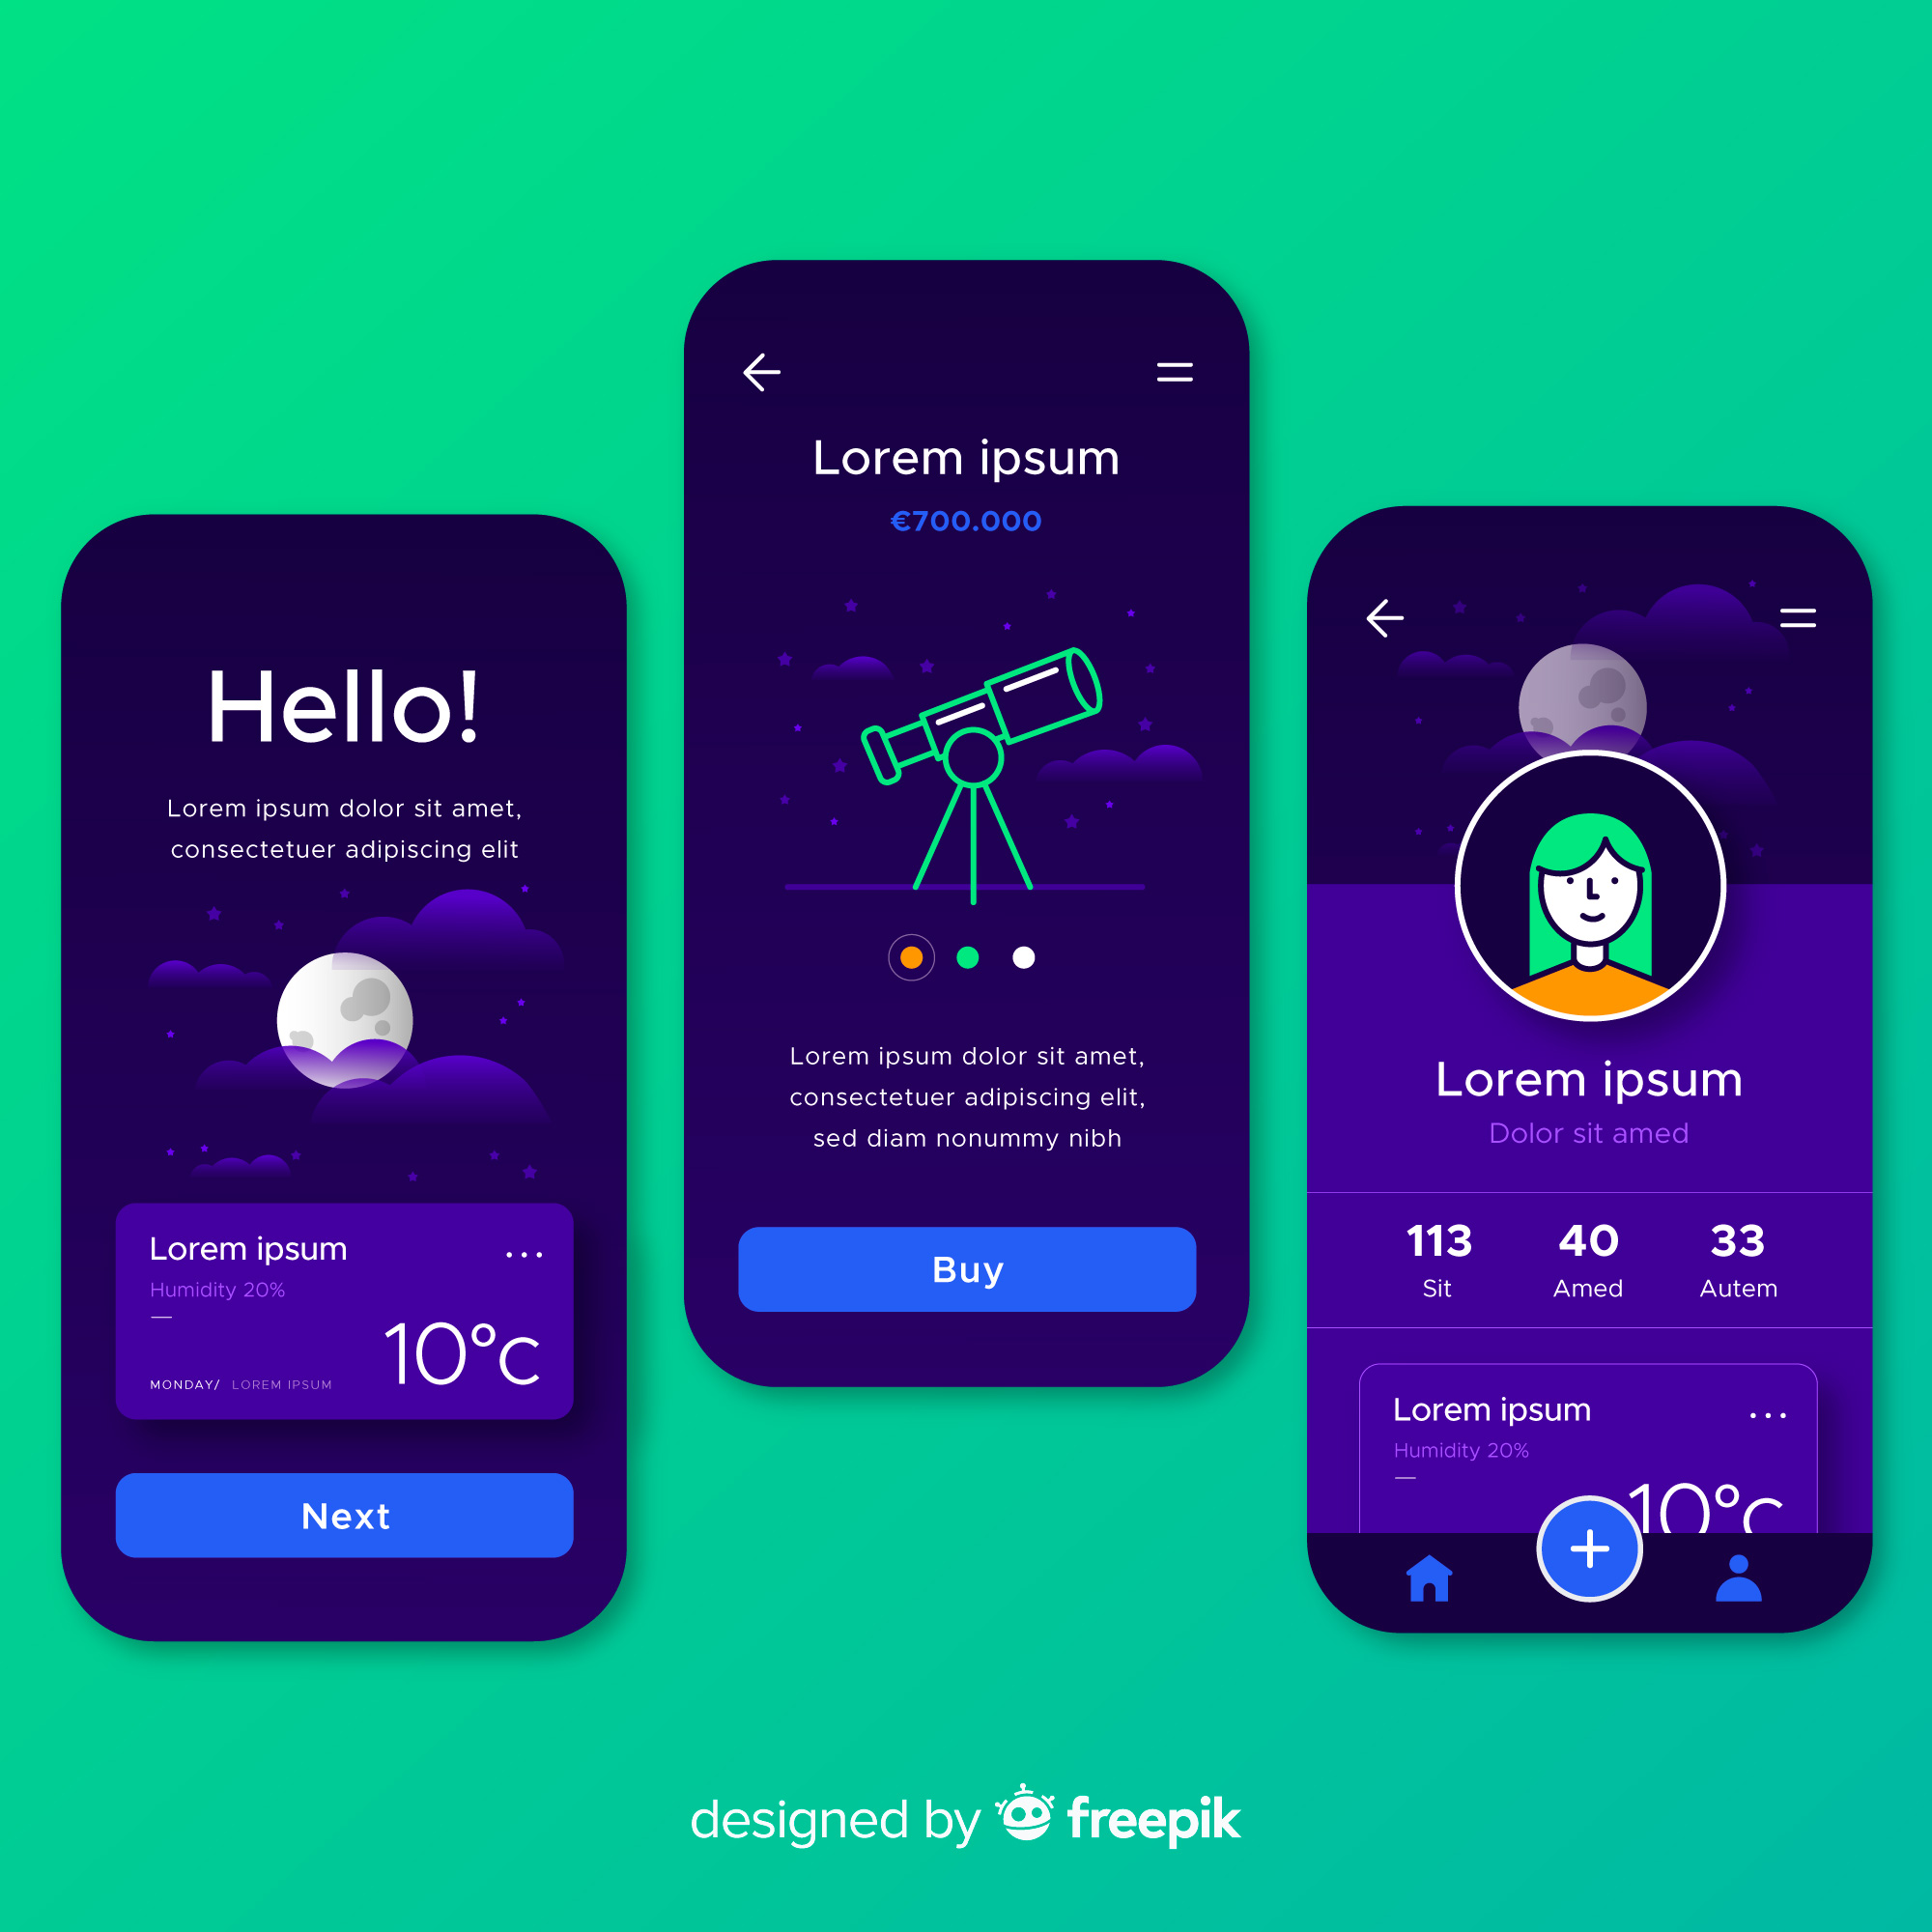 Hello!
Lorem ipsum dolor sit amet,
consectetuer adipiscing elit
Lorem ipsum
Humidity 20%
10°c
MONDAY/ LOREM IPSUM
Next
Lorem ipsum
€700.000
Lorem ipsum dolor sit amet,
consectetuer adipiscing elit,
sed diam nonummy nibh
Buy
Lorem ipsum
Dolor sit amed
113 40 33
Sit Amed Autem
Lorem ipsum
Humidity 20%
10°c
designed by freepik